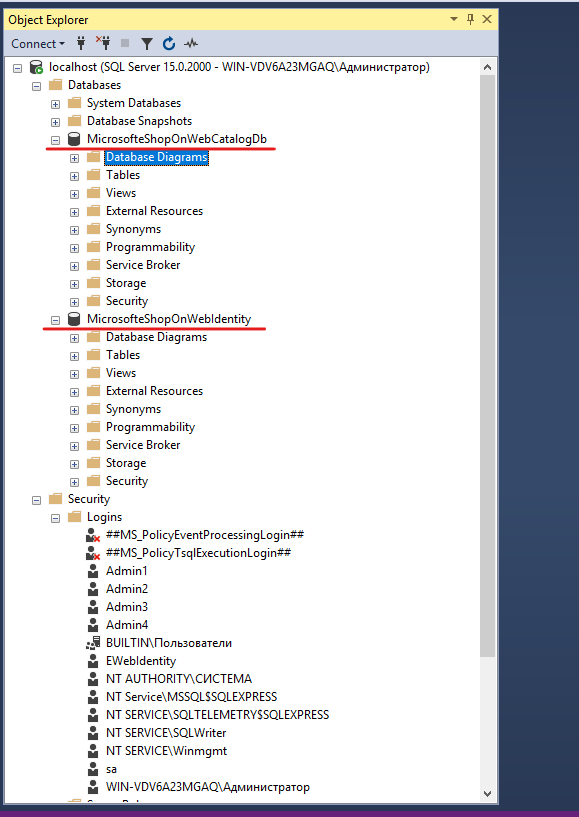 Object Explorer
Connect
localhost (SQL Server 15.0.2000 - WIN-VDV6A23MGAQ\Администратор)
Databases
System Databases
Database Snapshots
MicrosofteShopOnWebCatalogDb
Database Diagrams
Tables
Views
External Resources
Synonyms
Programmability
Service Broker
Storage
Security
MicrosofteShopOnWebIdentity
Database Diagrams
Tables
Views
External Resources
Synonyms
Programmability
Service Broker
Storage
Security
Security
Logins
##MS_PolicyEventProcessingLogin##
##MS_PolicyTsqlExecutionLogin##
Admin1
Admin2
Admin3
Admin4
BUILTIN\Пользователи
EWebIdentity
NT AUTHORITY\СИСТЕМА
NT Service\MSSQL$SQLEXPRESS
NT SERVICE\SQLTELEMETRY$SQLEXPRESS
NT SERVICE\SQLWriter
NT SERVICE\Winmgmt
sa
WIN-VDV6A23MGAQ\Администратор